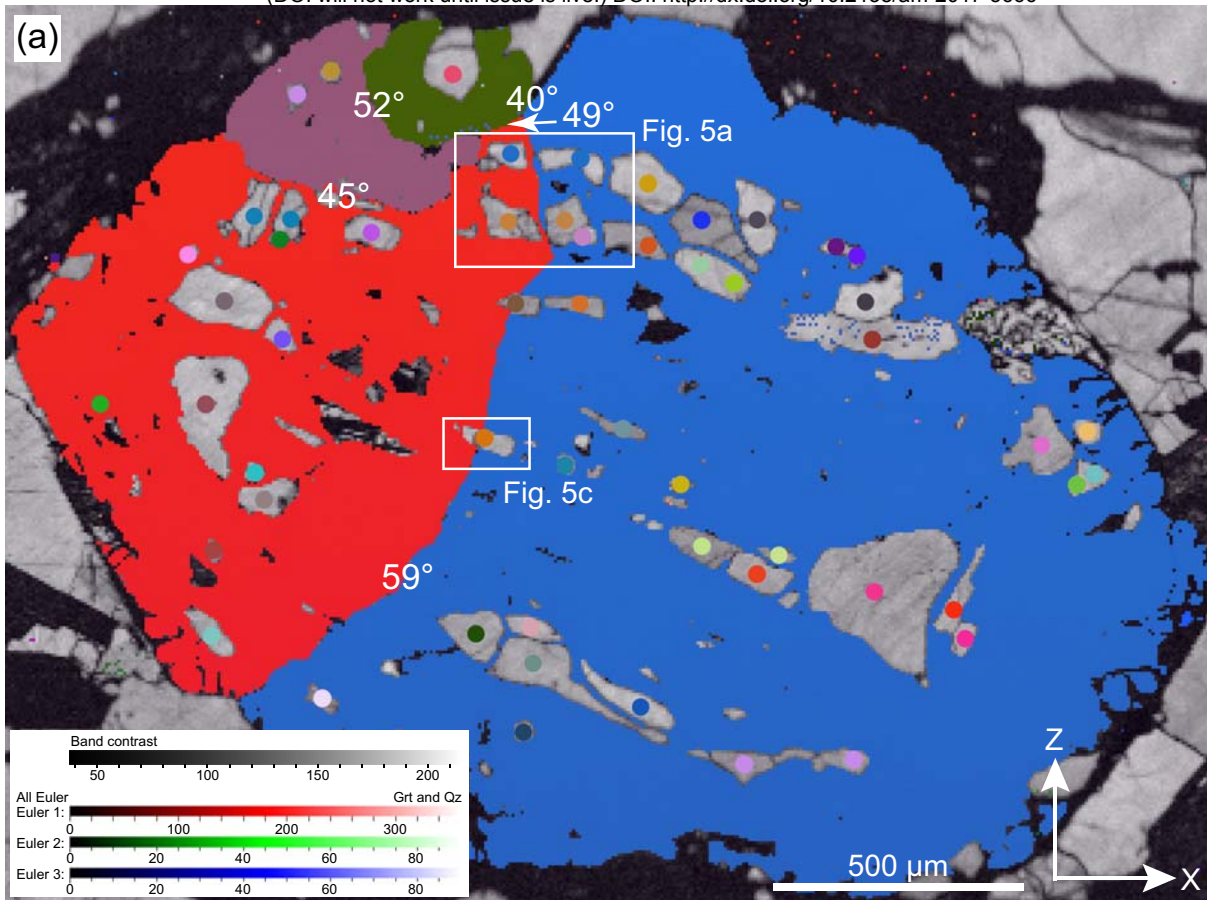 (a)
52°
40°
49°
Fig. 5a
45°
Fig. 5c
59°
Band contrast
50 100 150 200
All Euler Grt and Qz
Euler 1:
0 100 200 300
Euler 2:
0 20 40 60 80
Euler 3:
0 20 40 60 80
500 µm
Z
X